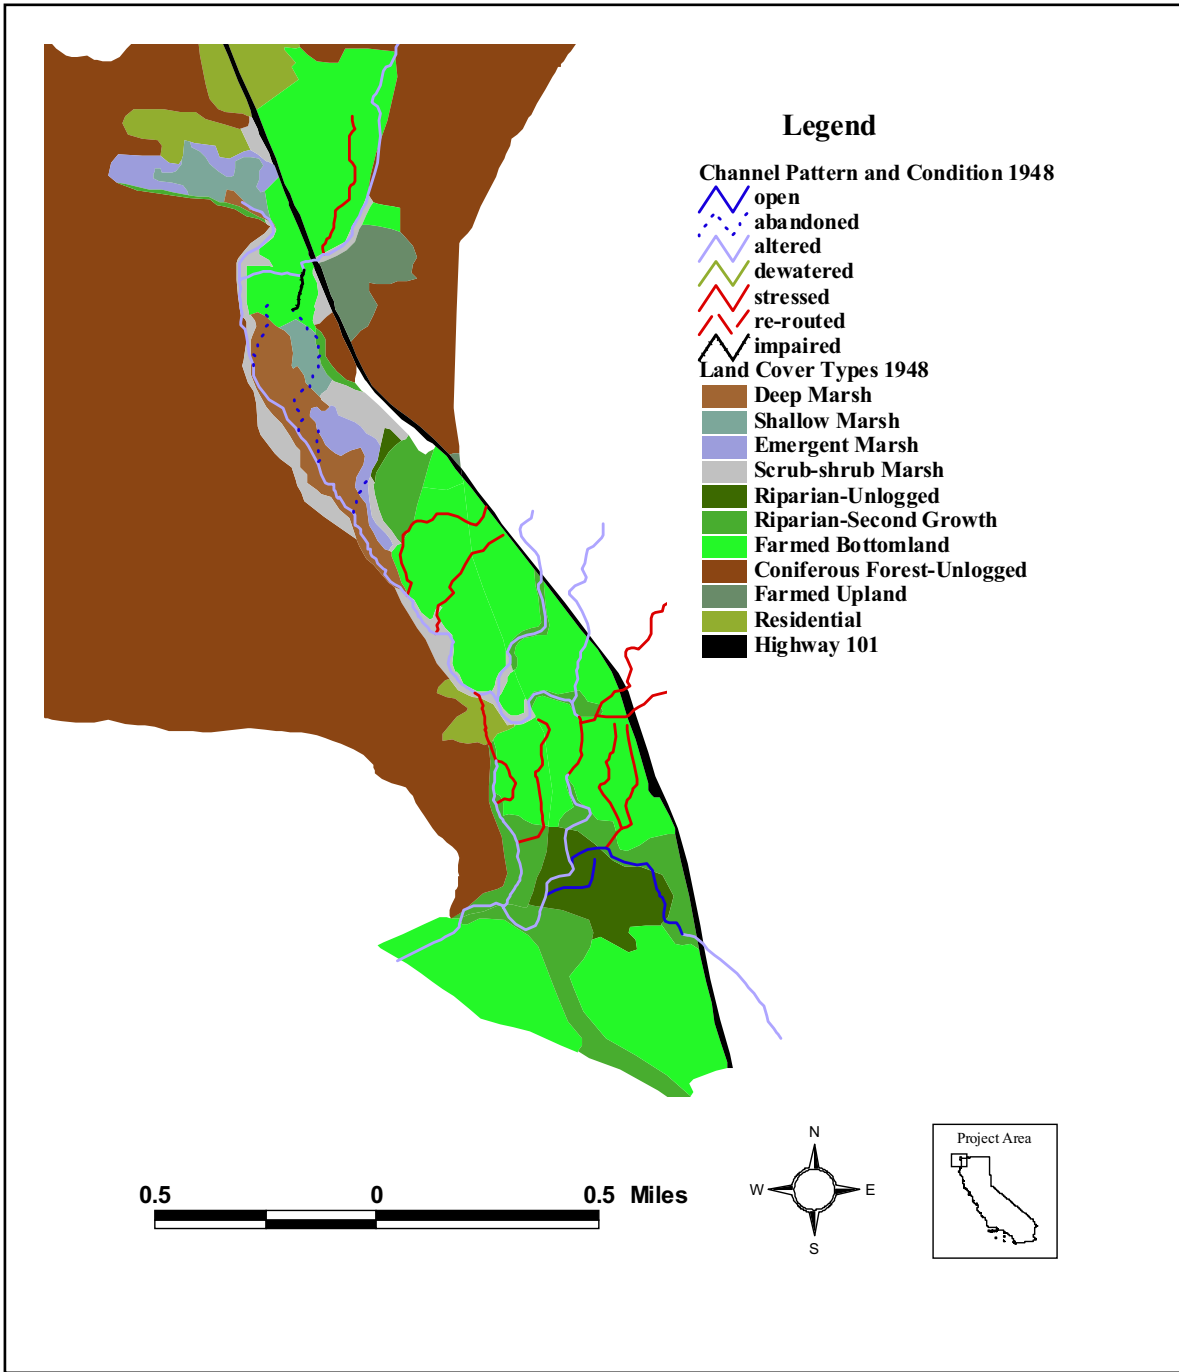 Legend
Channel Pattern and Condition 1948
open
abandoned
altered
dewatered
stressed
re-routed
impaired
Land Cover Types 1948
Deep Marsh
Shallow Marsh
Emergent Marsh
Scrub-shrub Marsh
Riparian-Unlogged
Riparian-Second Growth
Farmed Bottomland
Coniferous Forest-Unlogged
Farmed Upland
Residential
Highway 101
0.5 0 0.5 Miles
N
W E
S
Project Area